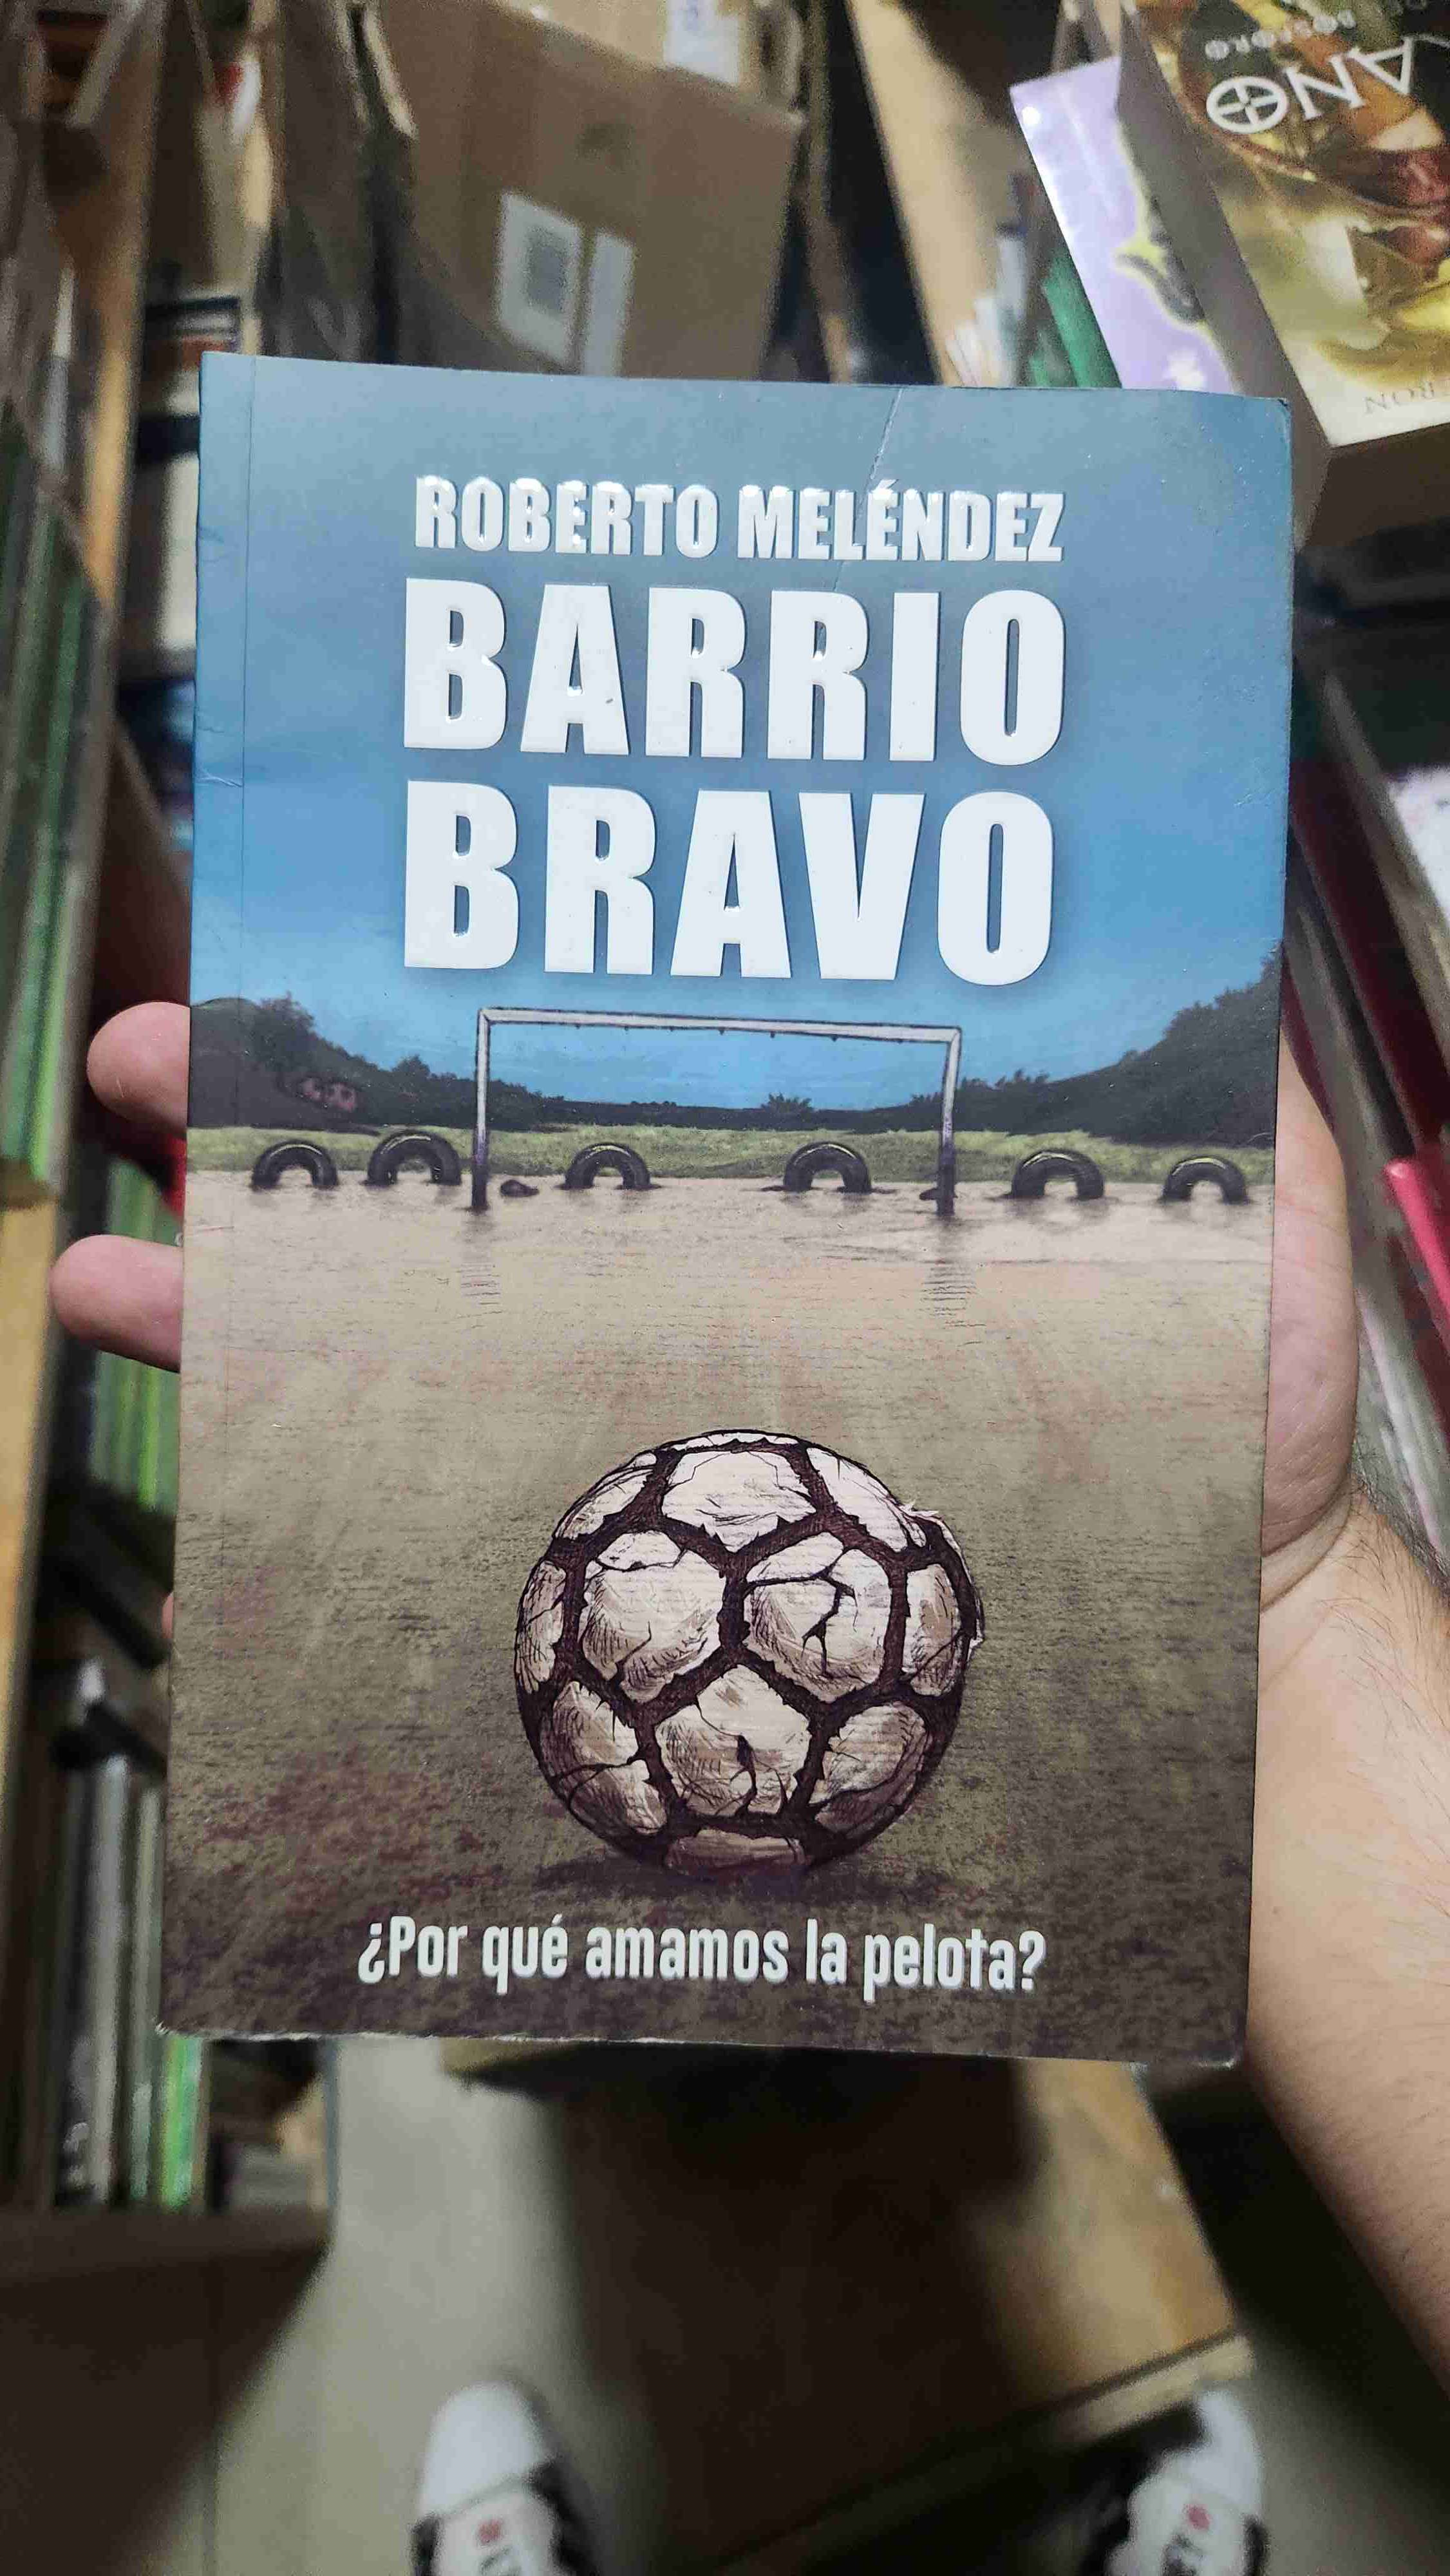 ROBERTO MELÉNDEZ
BARRIO
BRAVO
¿Por qué amamos la pelota?